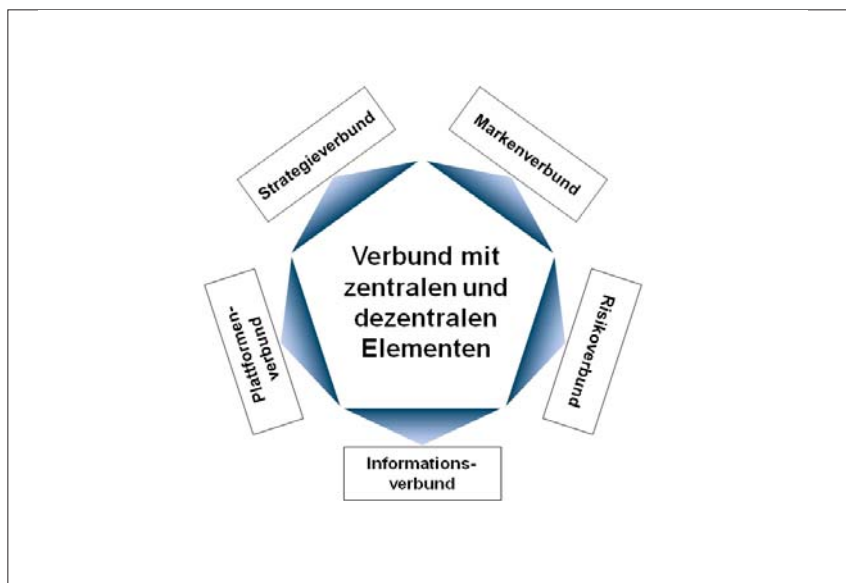 Strategieverbund
Markenverbund
Verbund mit
zentralen und
dezentralen
Elementen
Plattformen-
verbund
Risikoverbund
Informations-
verbund